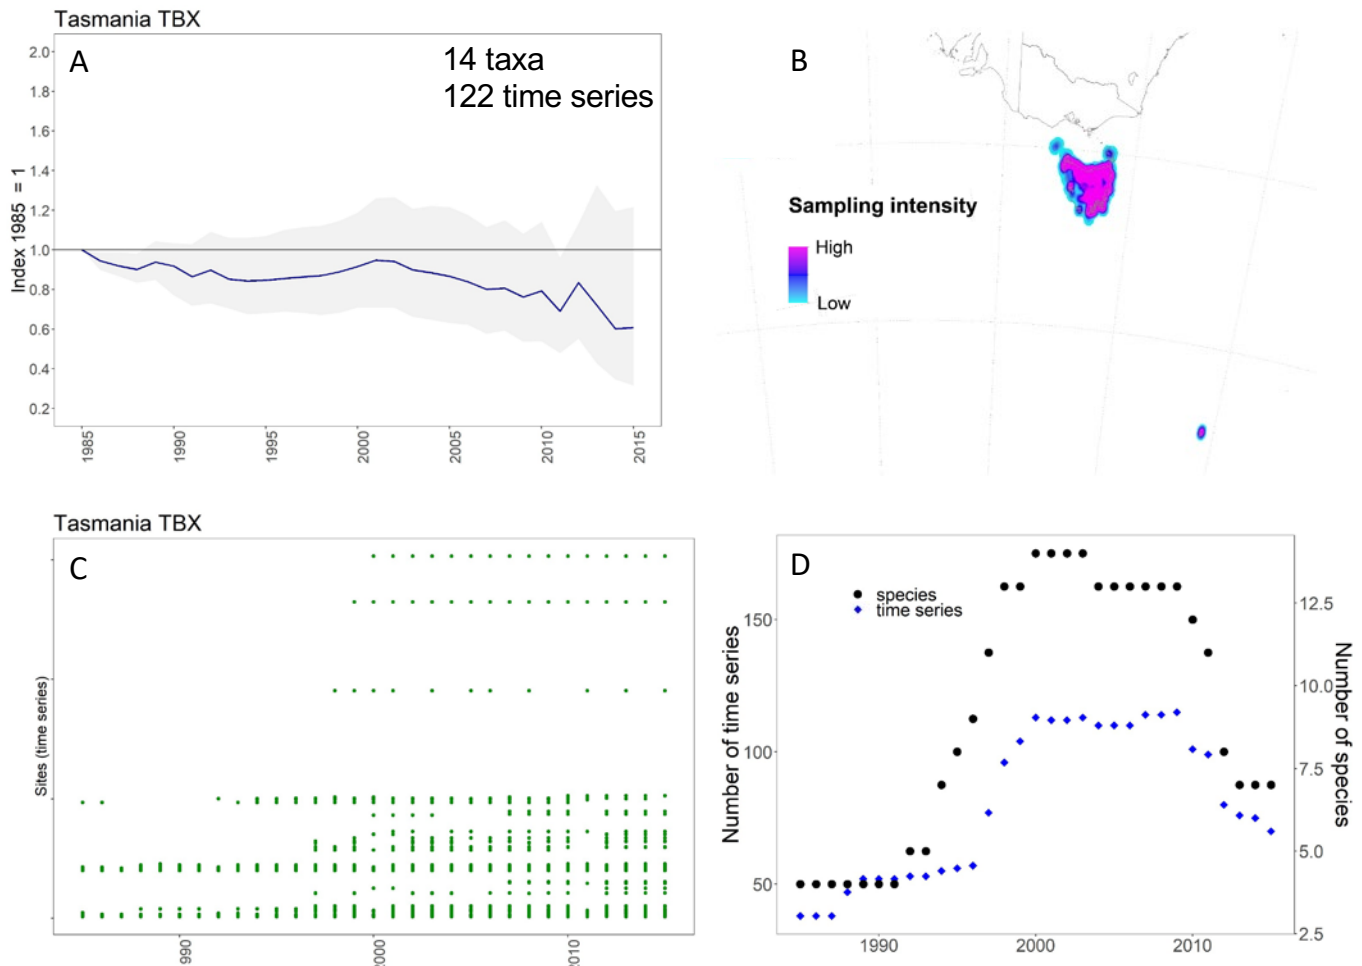 Tasmania TBX
A
14 taxa
122 time series
Index 1985 = 1
2.0
1.8
1.6
1.4
1.2
1.0
0.8
0.6
0.4
0.2
1985
1990
1995
2000
2005
2010
2015
B
Sampling intensity
High
Low
Tasmania TBX
C
Sites (time series)
1990
2000
2010
D
species
time series
Number of time series
150
100
50
Number of species
12.5
10.0
7.5
5.0
2.5
1990
2000
2010